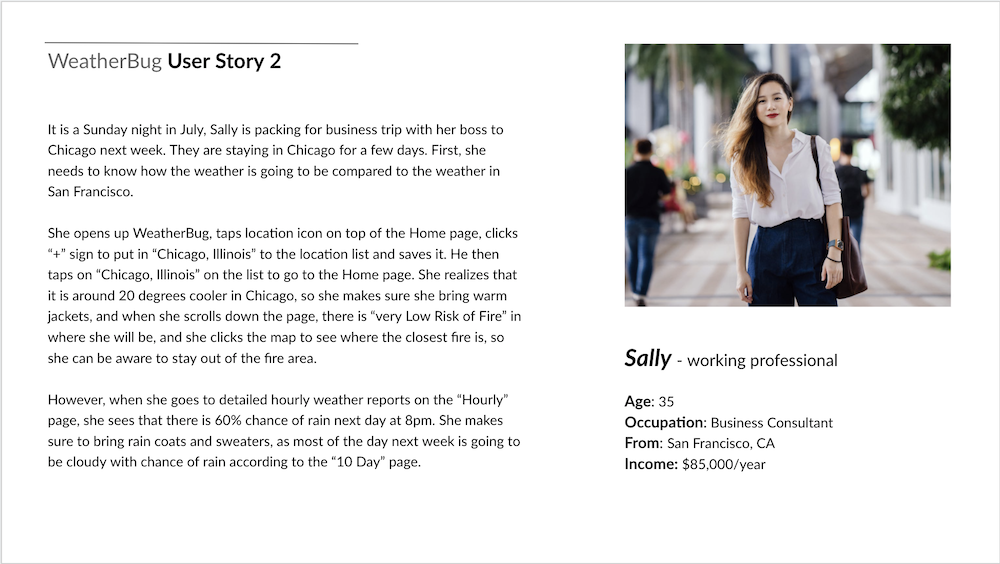 WeatherBug User Story 2
It is a Sunday night in July, Sally is packing for business trip with her boss to
Chicago next week. They are staying in Chicago for a few days. First, she
needs to know how the weather is going to be compared to the weather in
San Francisco.
She opens up WeatherBug, taps location icon on top of the Home page, clicks
“+” sign to put in “Chicago, Illinois” to the location list and saves it. He then
taps on “Chicago, Illinois” on the list to go to the Home page. She realizes that
it is around 20 degrees cooler in Chicago, so she makes sure she bring warm
jackets, and when she scrolls down the page, there is “very Low Risk of Fire” in
where she will be, and she clicks the map to see where the closest fire is, so
she can be aware to stay out of the fire area.
However, when she goes to detailed hourly weather reports on the “Hourly”
page, she sees that there is 60% chance of rain next day at 8pm. She makes
sure to bring rain coats and sweaters, as most of the day next week is going to
be cloudy with chance of rain according to the “10 Day” page.
Sally - working professional
Age: 35
Occupation: Business Consultant
From: San Francisco, CA
Income: $85,000/year